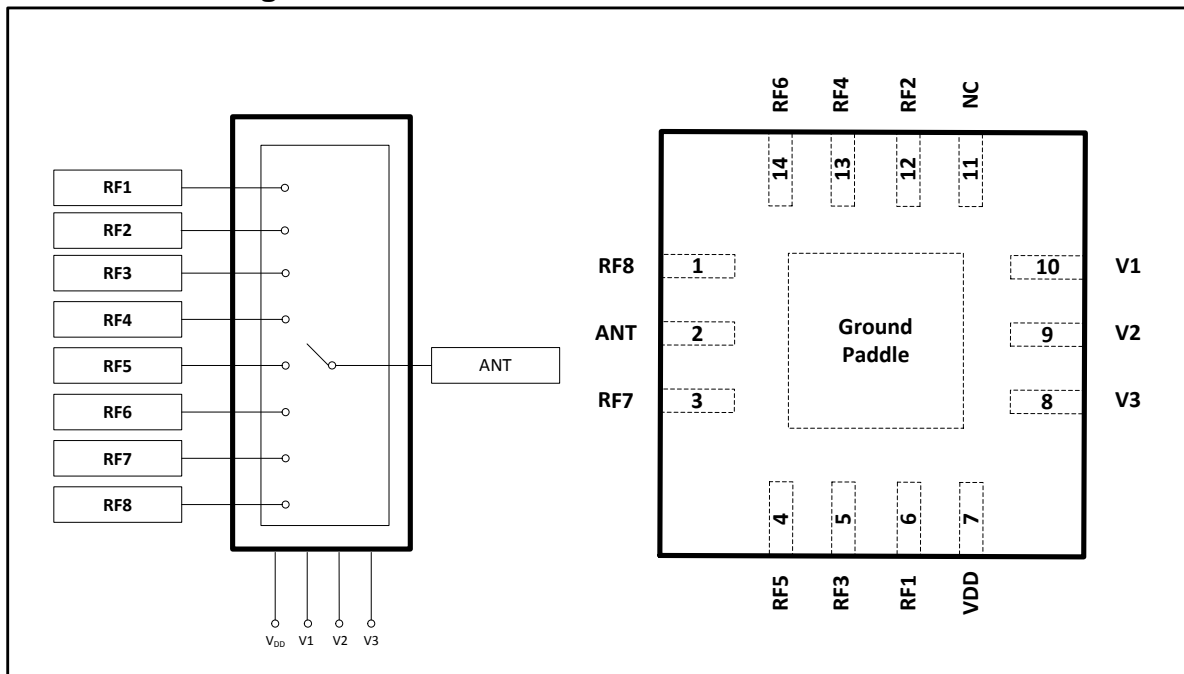 RF1
RF2
RF3
RF4
RF5
RF6
RF7
RF8
ANT
VDD V1 V2 V3
RF6 RF4 RF2 NC
14 13 12 11
RF8 1 10 V1
ANT 2 9 V2
RF7 3 8 V3
Ground
Paddle
4 5 6 7
RF5 RF3 RF1 VDD